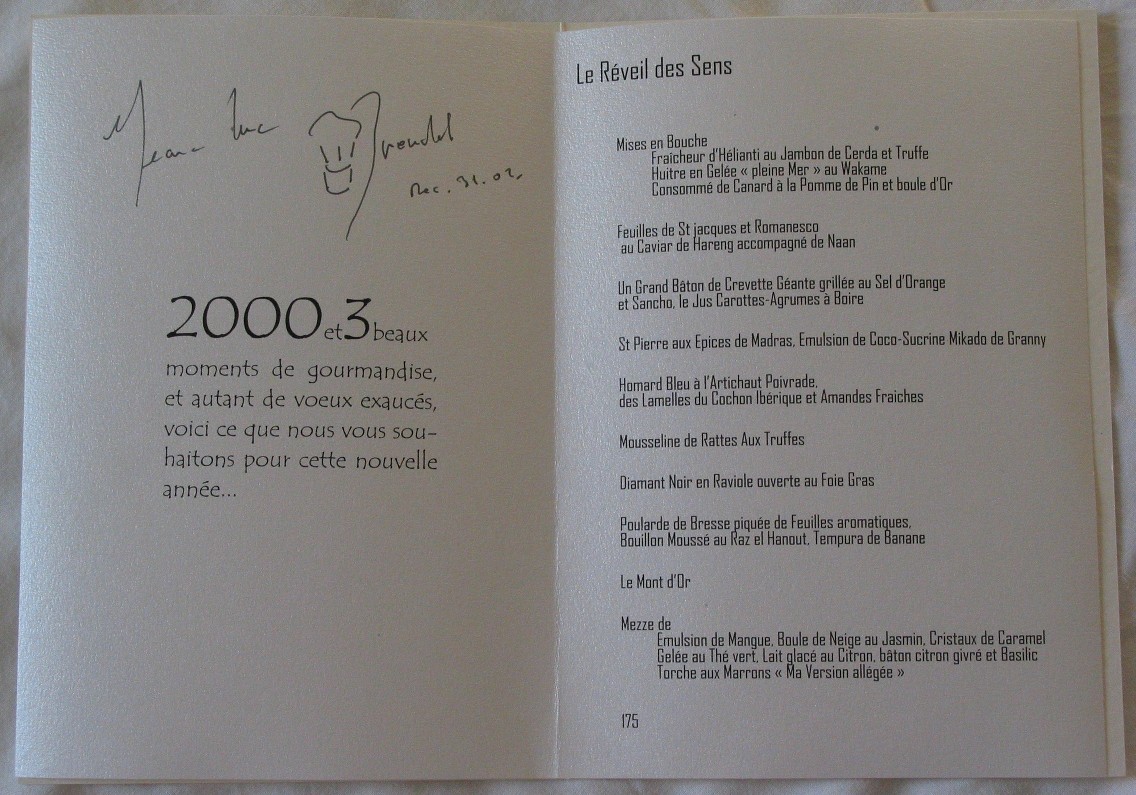 Jean Luc Brendel
Dec. 31. 02.
2000 et 3 beaux
moments de gourmandise,
et autant de voeux exaucés,
voici ce que nous vous sou-
haitons pour cette nouvelle
année...
Le Réveil des Sens
Mises en Bouche
Fraîcheur d'Hélianti au Jambon de Cerda et Truffe
Huitre en Gelée « pleine Mer » au Wakame
Consommé de Canard à la Pomme de Pin et boule d'Or
Feuilles de St jacques et Romanesco
au Caviar de Hareng accompagné de Naan
Un Grand Bâton de Crevette Géante grillée au Sel d'Orange
et Sancho, le Jus Carottes-Agrumes à Boire
St Pierre aux Epices de Madras, Emulsion de Coco-Sucrine Mikado de Granny
Homard Bleu à l'Artichaut Poivrade,
des Lamelles du Cochon Ibérique et Amandes Fraiches
Mousseline de Rattes Aux Truffes
Diamant Noir en Raviole ouverte au Foie Gras
Poularde de Bresse piquée de Feuilles aromatiques,
Bouillon Moussé au Raz el Hanout, Tempura de Banane
Le Mont d'Or
Mezze de
Emulsion de Mangue, Boule de Neige au Jasmin, Cristaux de Caramel
Gelée au Thé vert, Lait glacé au Citron, bâton citron givré et Basilic
Torche aux Marrons « Ma Version allégée »
175